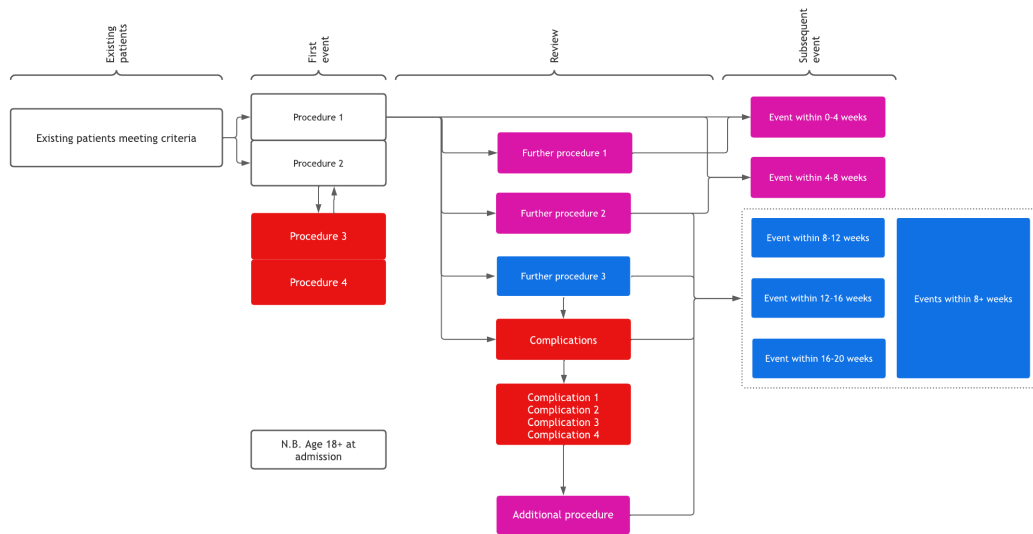 Existing
patients
First
event
Review
Subsequent
event
Existing patients meeting criteria
Procedure 1
Procedure 2
Procedure 3
Procedure 4
N.B. Age 18+ at
admission
Further procedure 1
Further procedure 2
Further procedure 3
Complications
Complication 1
Complication 2
Complication 3
Complication 4
Additional procedure
Event within 0-4 weeks
Event within 4-8 weeks
Event within 8-12 weeks
Event within 12-16 weeks
Event within 16-20 weeks
Events within 8+ weeks